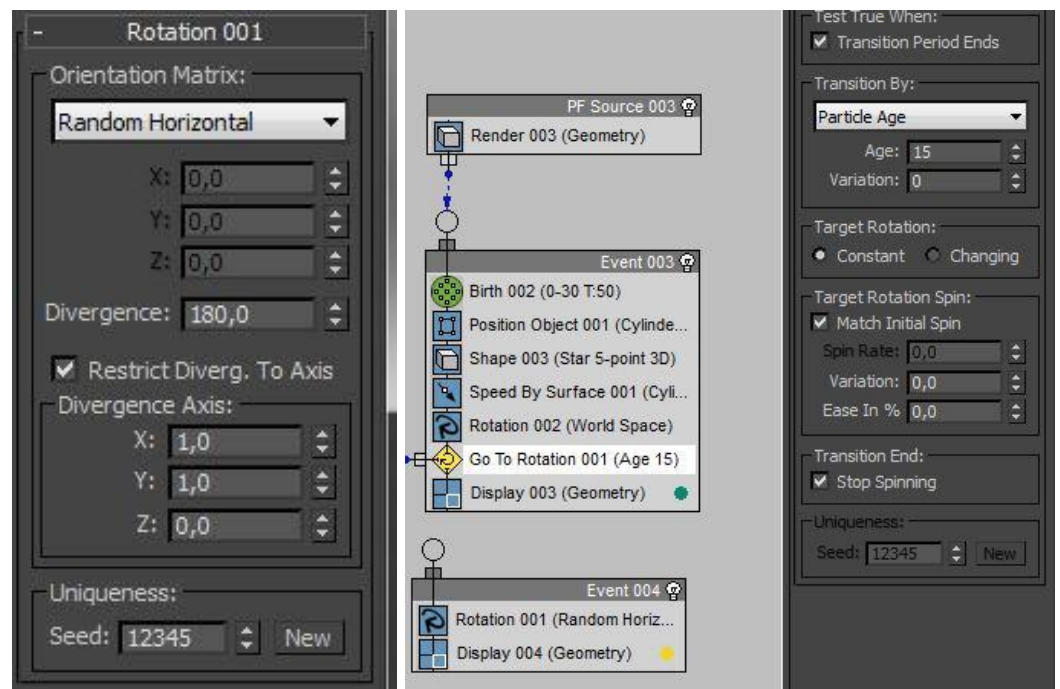 - Rotation 001
Orientation Matrix:
Random Horizontal
X: 0,0
Y: 0,0
Z: 0,0
Divergence: 180,0
Restrict Diverg. To Axis
Divergence Axis:
X: 1,0
Y: 1,0
Z: 0,0
Uniqueness:
Seed: 12345 New
PF Source 003
Render 003 (Geometry)
Event 003
Birth 002 (0-30 T:50)
Position Object 001 (Cylinde...
Shape 003 (Star 5-point 3D)
Speed By Surface 001 (Cyli...
Rotation 002 (World Space)
Go To Rotation 001 (Age 15)
Display 003 (Geometry)
Event 004
Rotation 001 (Random Horiz...
Display 004 (Geometry)
Test True When:
Transition Period Ends
Transition By:
Particle Age
Age: 15
Variation: 0
Target Rotation:
Constant Changing
Target Rotation Spin:
Match Initial Spin
Spin Rate: 0,0
Variation: 0,0
Ease In % 0,0
Transition End:
Stop Spinning
Uniqueness:
Seed: 12345 New